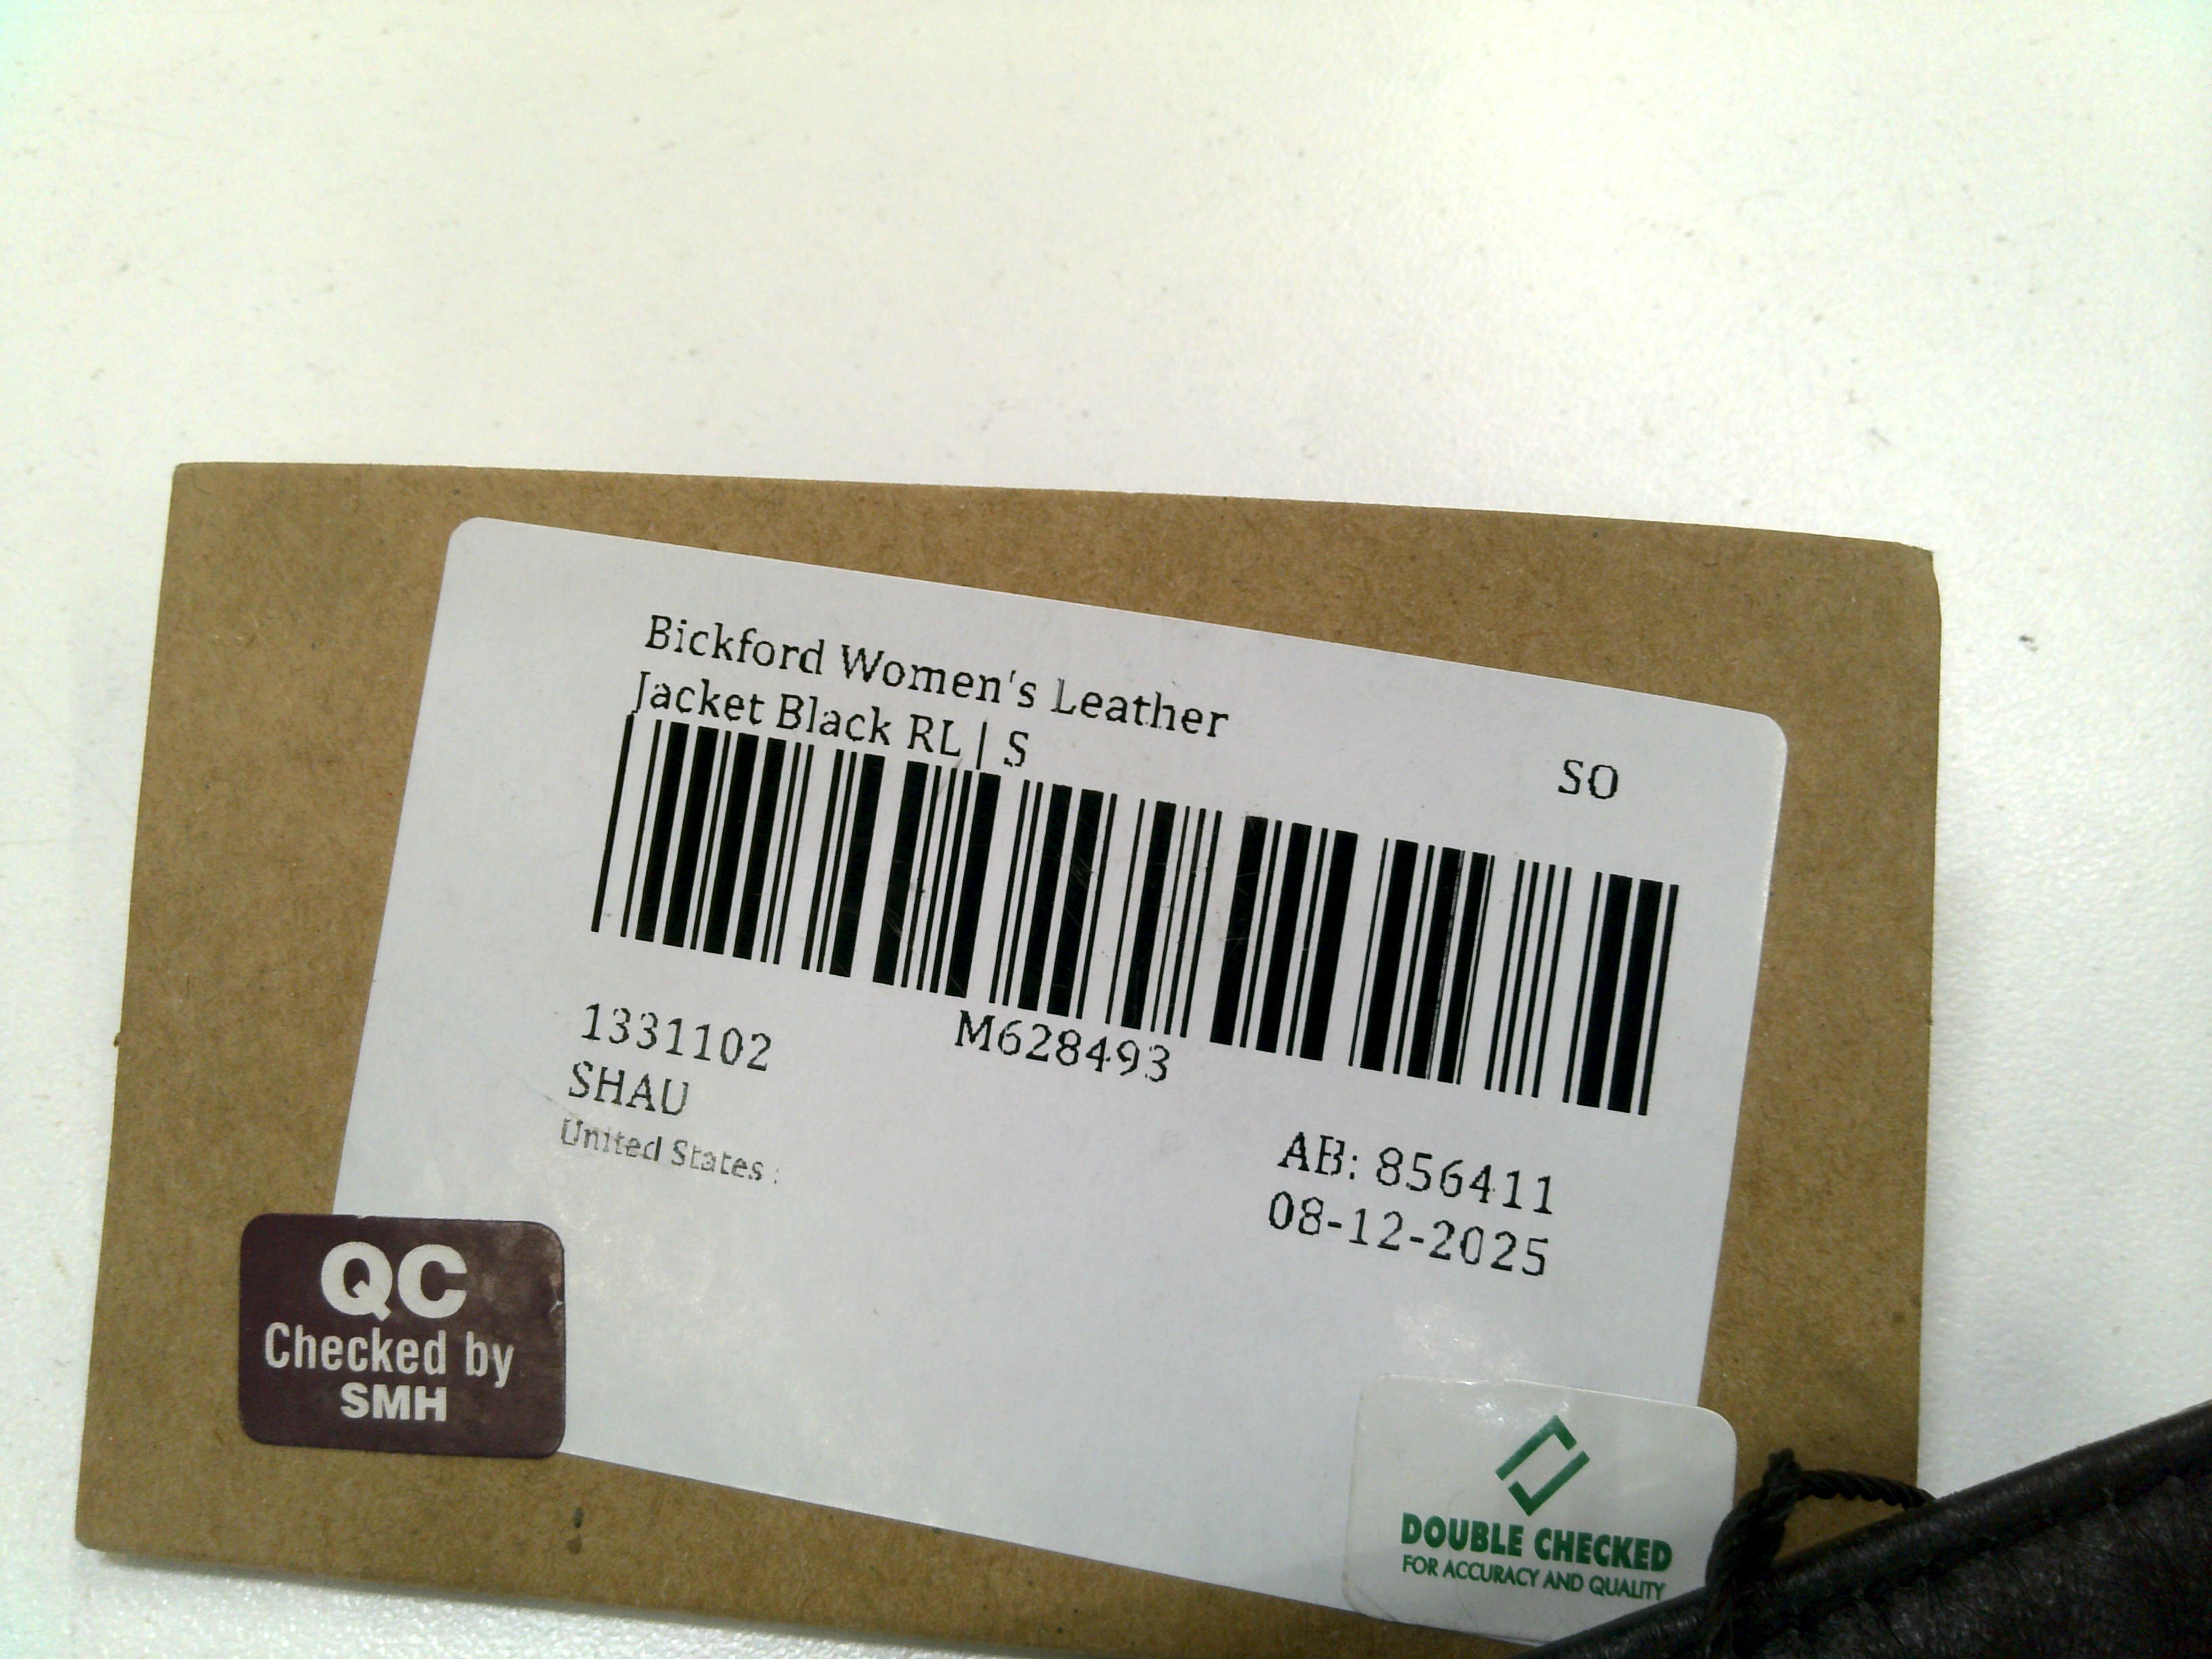 Bickford Women's Leather
Jacket Black RL | S
SO
1331102
M628493
SHAU
United States :
AB: 856411
08-12-2025
QC
Checked by
SMH
DOUBLE CHECKED
FOR ACCURACY AND QUALITY